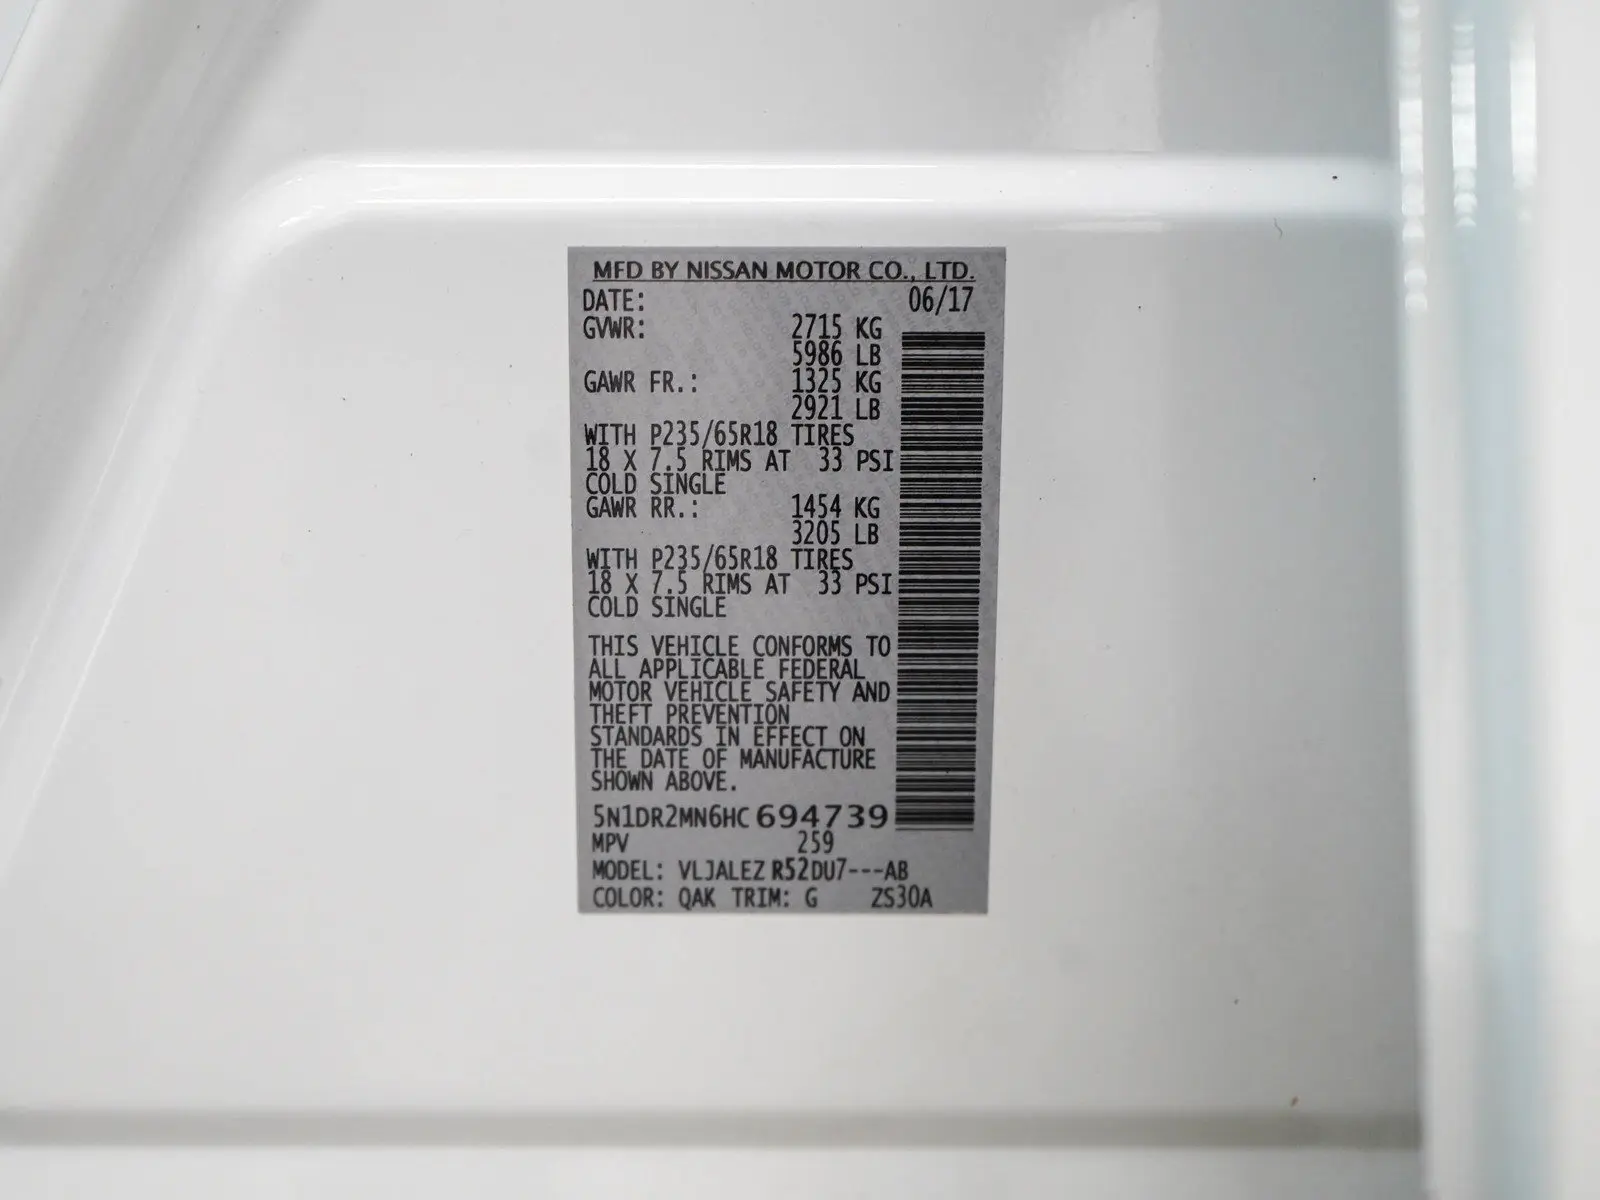 MFD BY NISSAN MOTOR CO., LTD.
DATE: 06/17
GVWR: 2715 KG
5986 LB
GAWR FR.: 1325 KG
2921 LB
WITH P235/65R18 TIRES
18 X 7.5 RIMS AT 33 PSI
COLD SINGLE
GAWR RR.: 1454 KG
3205 LB
WITH P235/65R18 TIRES
18 X 7.5 RIMS AT 33 PSI
COLD SINGLE
THIS VEHICLE CONFORMS TO
ALL APPLICABLE FEDERAL
MOTOR VEHICLE SAFETY AND
THEFT PREVENTION
STANDARDS IN EFFECT ON
THE DATE OF MANUFACTURE
SHOWN ABOVE.
5N1DR2MN6HC694739
MPV 259
MODEL: VLJALEZ R52DU7---AB
COLOR: QAK TRIM: G ZS30A